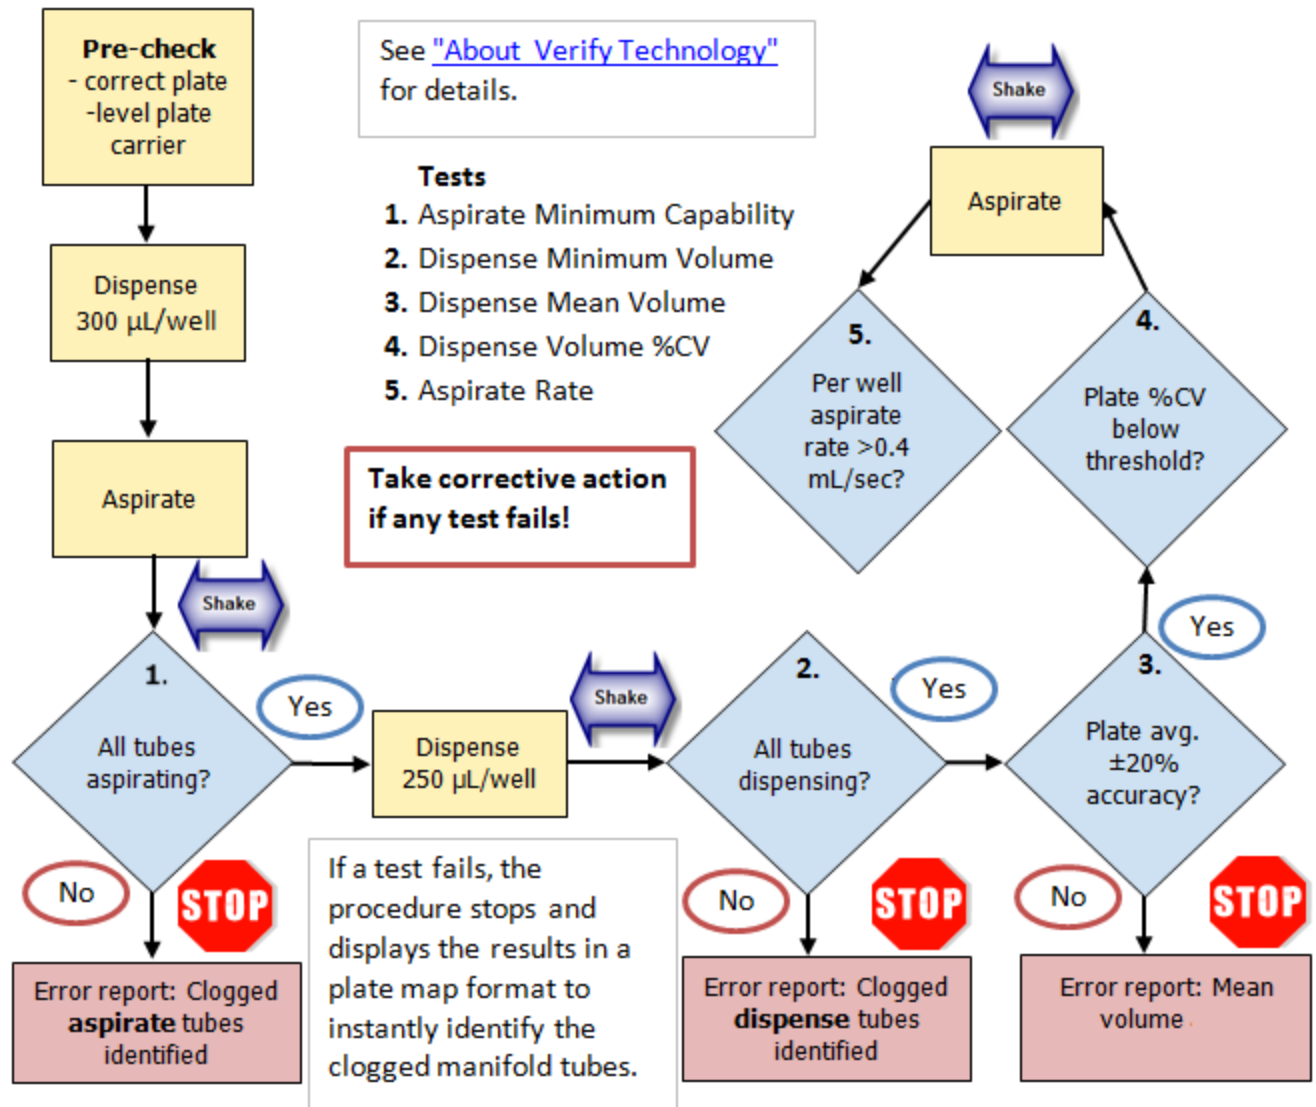 Pre-check
- correct plate
-level plate
carrier
Dispense
300 µL/well
Aspirate
Shake
1.
All tubes
aspirating?
Yes
No
STOP
Error report: Clogged
aspirate tubes
identified
See "About Verify Technology"
for details.
Tests
1. Aspirate Minimum Capability
2. Dispense Minimum Volume
3. Dispense Mean Volume
4. Dispense Volume %CV
5. Aspirate Rate
Take corrective action
if any test fails!
Dispense
250 µL/well
Shake
If a test fails, the
procedure stops and
displays the results in a
plate map format to
instantly identify the
clogged manifold tubes.
2.
All tubes
dispensing?
Yes
No
STOP
Error report: Clogged
dispense tubes
identified
3.
Plate avg.
±20%
accuracy?
Yes
No
STOP
Error report: Mean
volume
4.
Plate %CV
below
threshold?
Shake
Aspirate
5.
Per well
aspirate
rate >0.4
mL/sec?